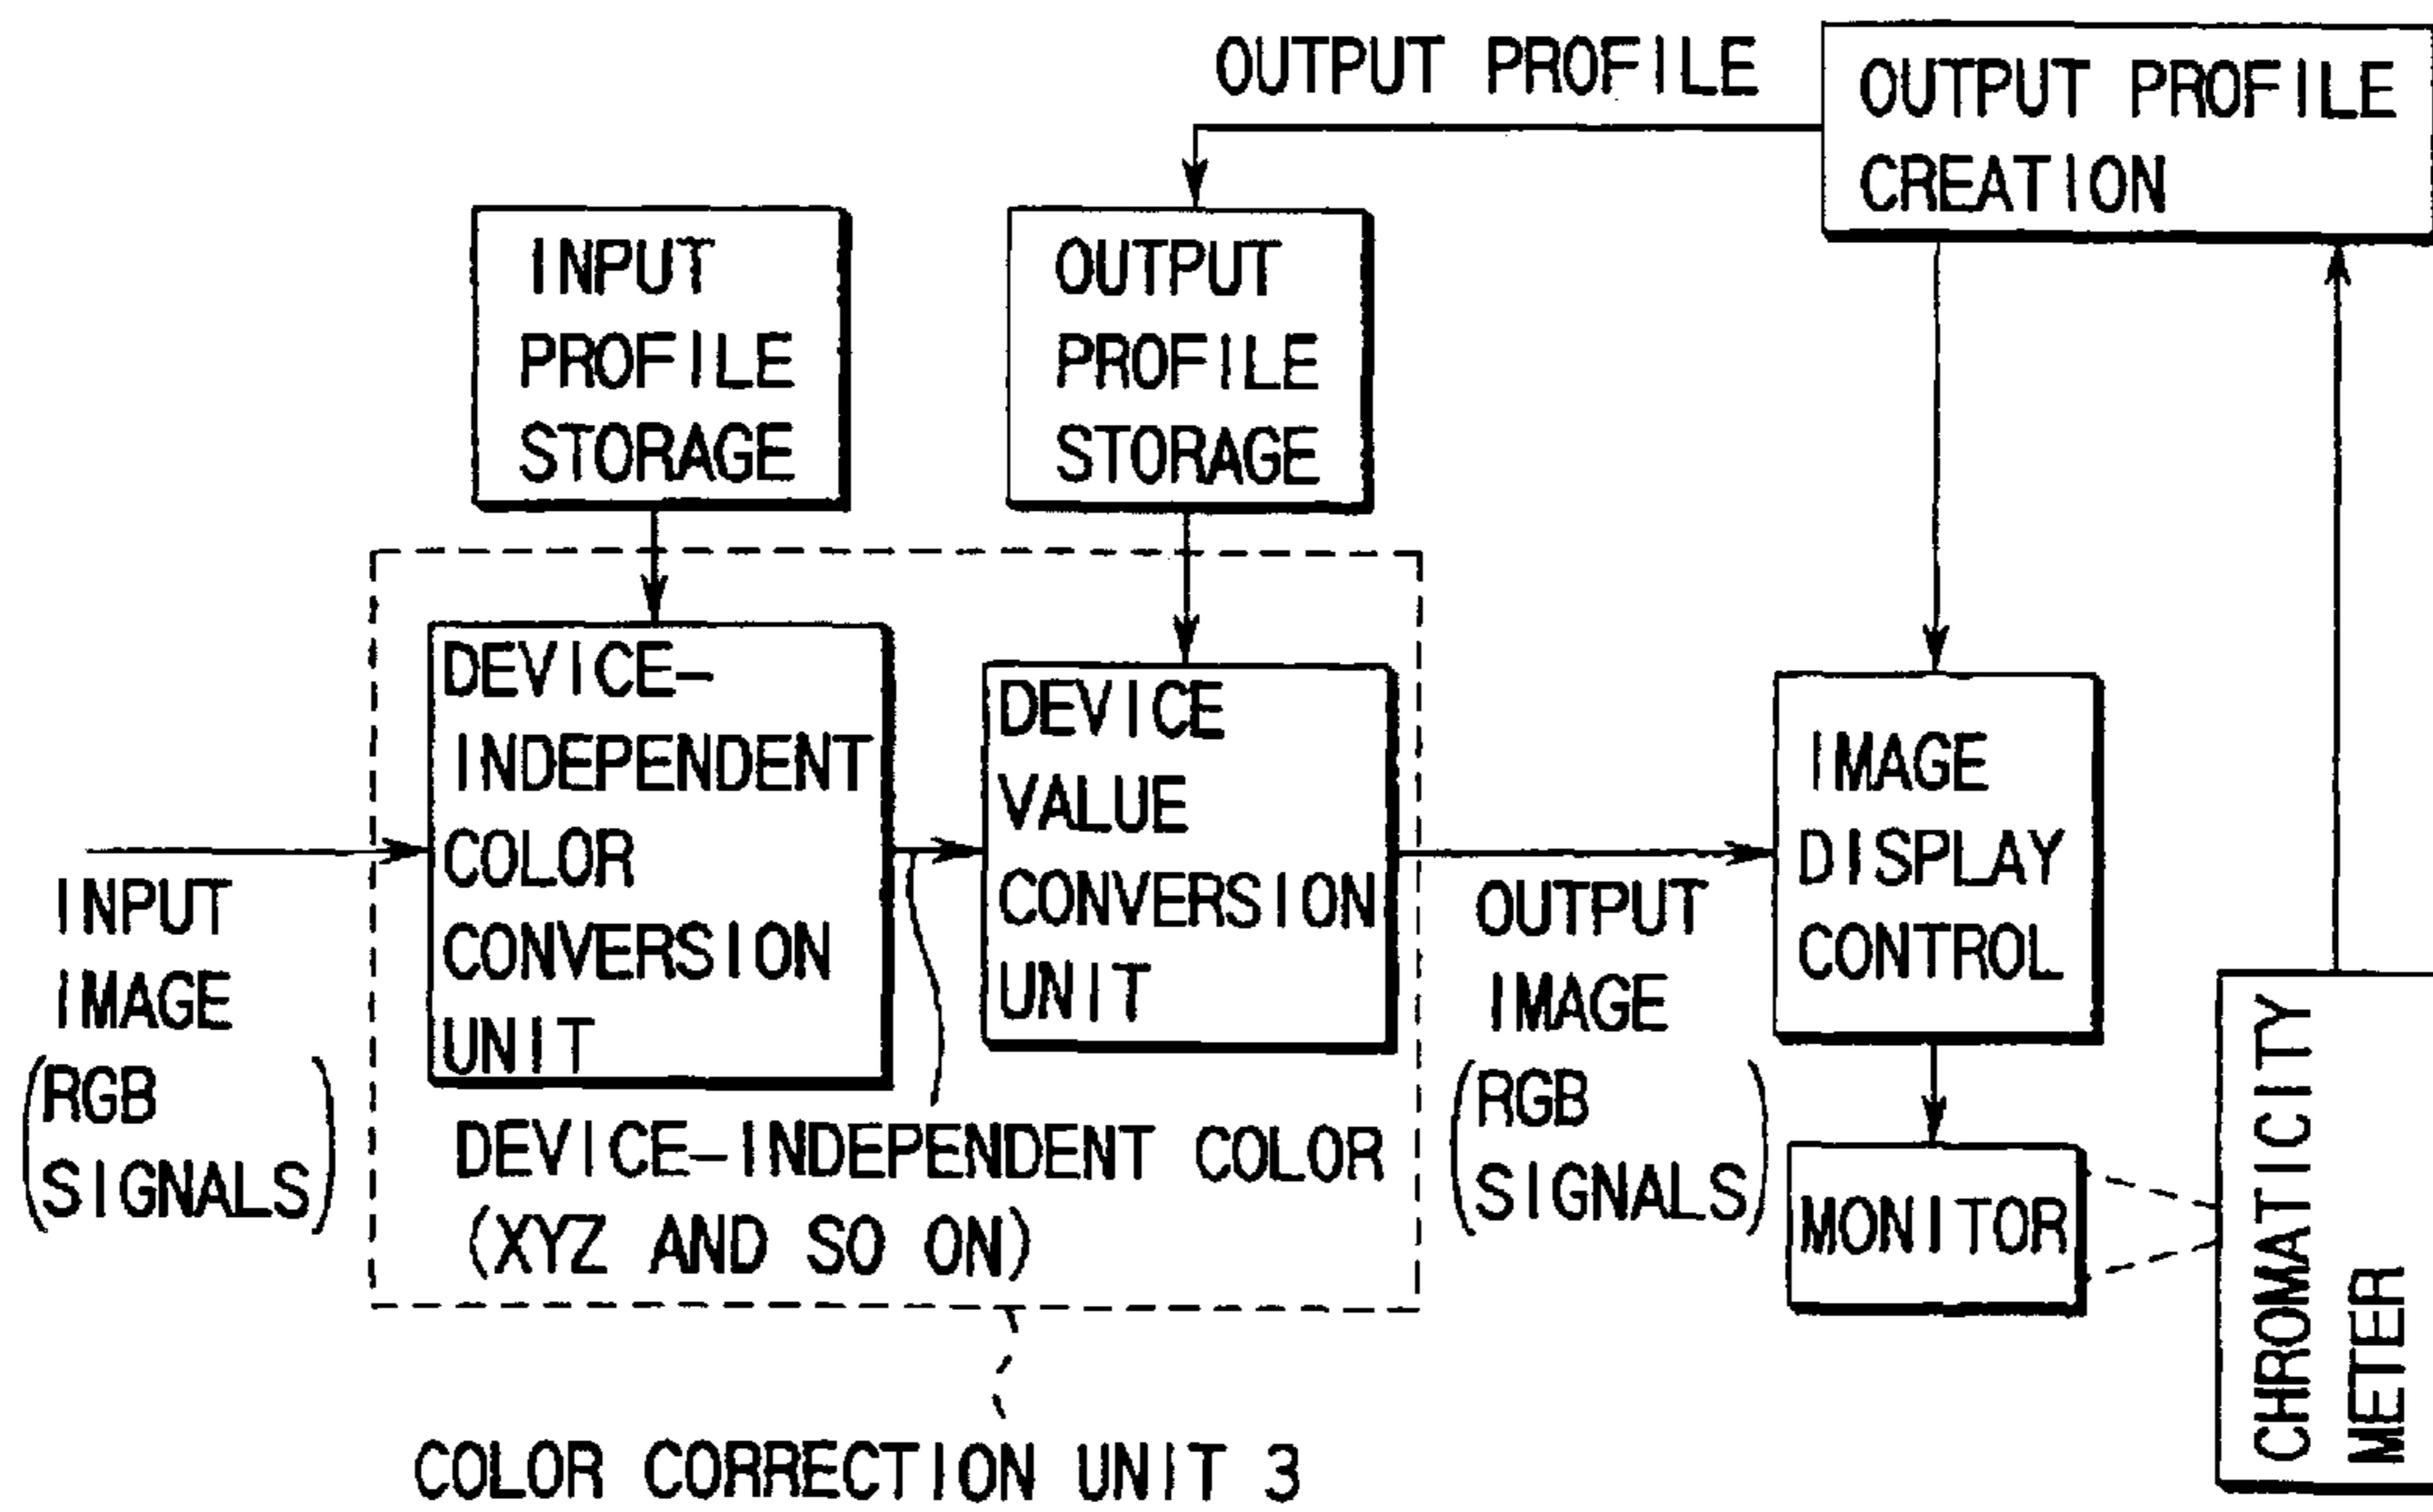 OUTPUT PROFILE
OUTPUT PROFILE
CREATION
INPUT
PROFILE
STORAGE
OUTPUT
PROFILE
STORAGE
DEVICE-
INDEPENDENT
COLOR
CONVERSION
UNIT
DEVICE
VALUE
CONVERSION
UNIT
IMAGE
DISPLAY
CONTROL
INPUT
IMAGE
(RGB
SIGNALS)
OUTPUT
IMAGE
(RGB
SIGNALS)
DEVICE-INDEPENDENT COLOR
(XYZ AND SO ON)
MONITOR
CHROMATICITY
METER
COLOR CORRECTION UNIT 3